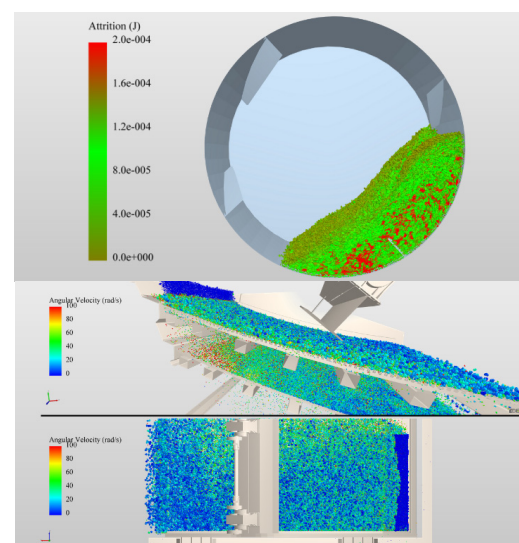 Attrition (J)
2.0e-004
1.6e-004
1.2e-004
8.0e-005
4.0e-005
0.0e+000
Angular Velocity (rad/s)
100
80
60
40
20
0
Angular Velocity (rad/s)
100
80
60
40
20
0